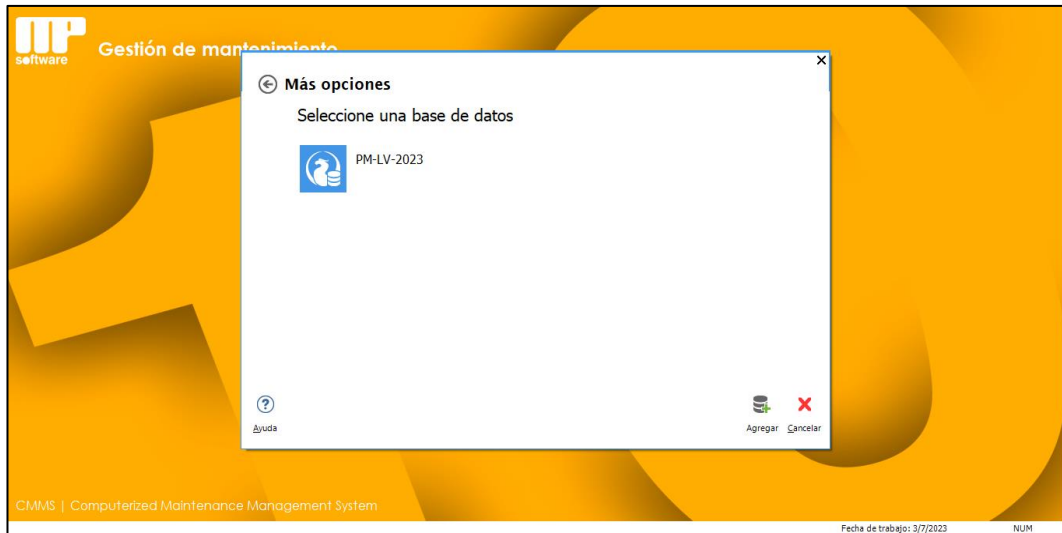 MP
software
Gestión de mantenimiento
Más opciones
Seleccione una base de datos
PM-LV-2023
Ayuda
Agregar
Cancelar
CMMS | Computerized Maintenance Management System
Fecha de trabajo: 3/7/2023
NUM